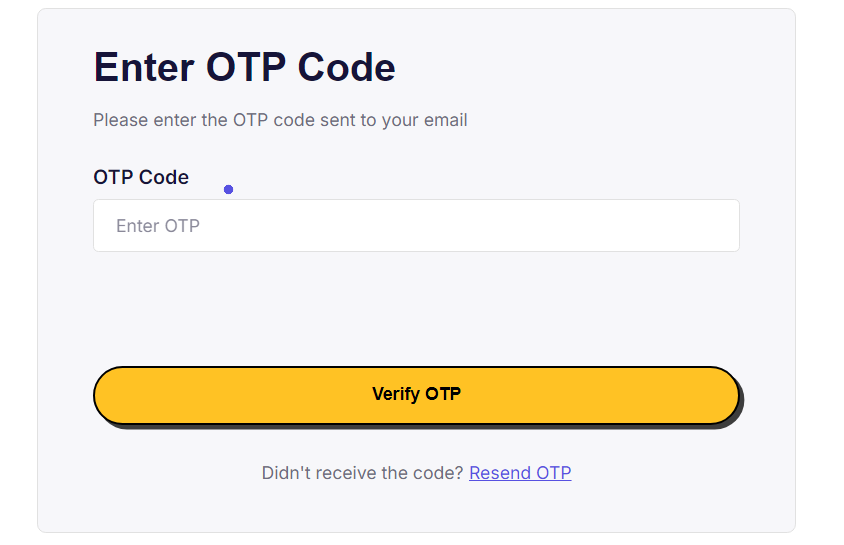 Enter OTP Code
Please enter the OTP code sent to your email
OTP Code
Enter OTP
Verify OTP
Didn't receive the code? Resend OTP